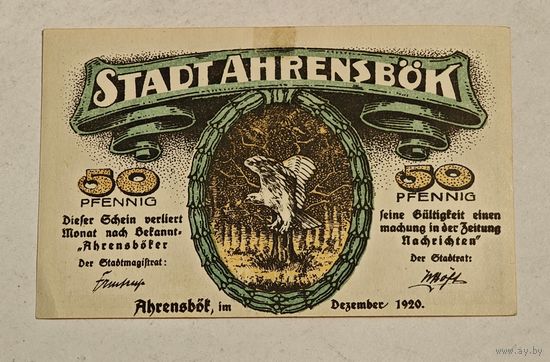 STADT AHRENSBÖK
50 50
PFENNIG PFENNIG
Dieser Schein verliert seine Gültigkeit einen
Monat nach Bekannt- machung in der Zeitung
„Ahrensböker Nachrichten"
Der Stadtmagistrat: Der Stadtrat:
Ahrensbök, im Dezember 1920.
www.ay.by